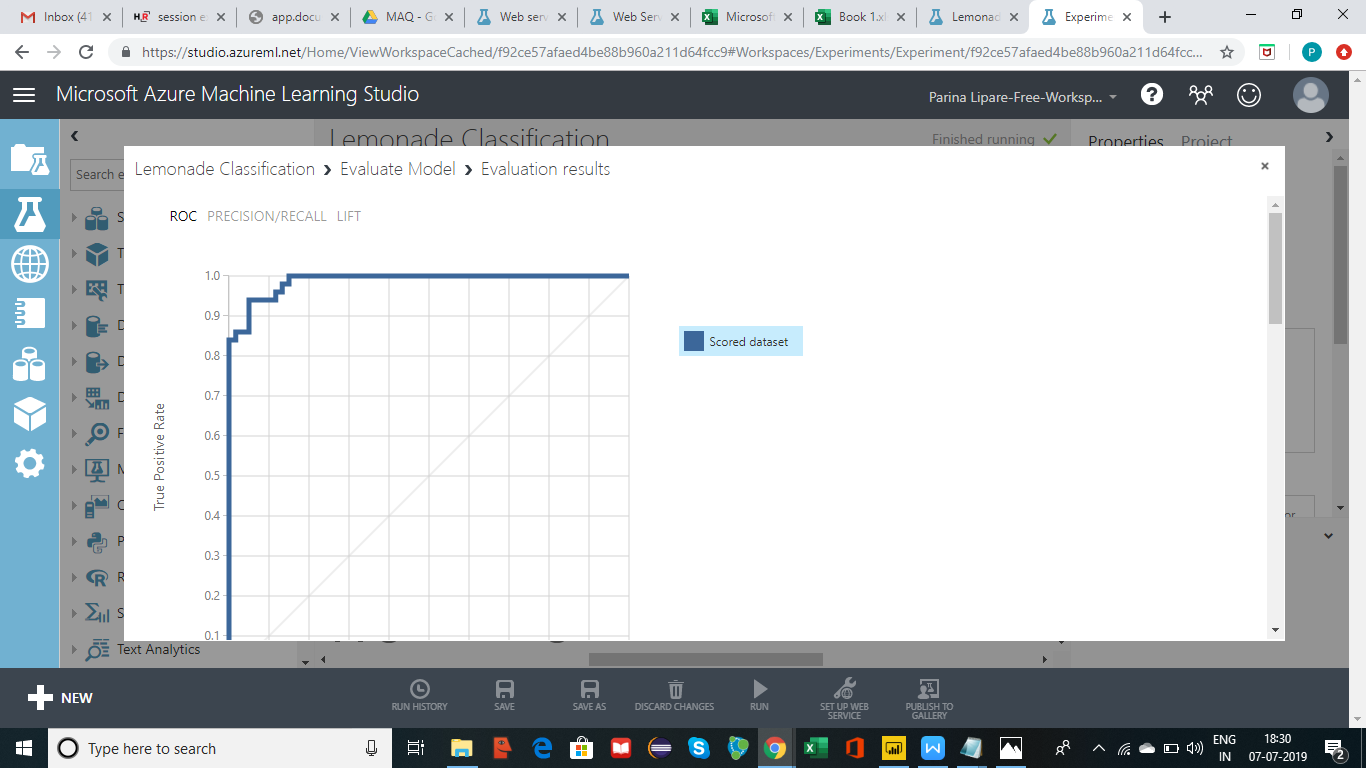 Inbox (41
session e
app.docu
MAQ - G
Web serv
Web Serv
Microsof
Book 1.xl
Lemonad
Experime
https://studio.azureml.net/Home/ViewWorkspaceCached/f92ce57afaed4be88b960a211d64fcc9#Workspaces/Experiments/Experiment/f92ce57afaed4be88b960a211d64fcc...
P
Microsoft Azure Machine Learning Studio
Parina Lipare-Free-Worksp...
Lemonade Classification
Finished running
Properties Project
Search e
Lemonade Classification › Evaluate Model › Evaluation results
ROC PRECISION/RECALL LIFT
1.0
0.9
0.8
0.7
0.6
0.5
0.4
0.3
0.2
0.1
True Positive Rate
Scored dataset
S
T
T
D
D
D
F
M
C
P
R
S
Text Analytics
NEW
RUN HISTORY
SAVE
SAVE AS
DISCARD CHANGES
RUN
SET UP WEB
SERVICE
PUBLISH TO
GALLERY
Type here to search
ENG
IN
18:30
07-07-2019
2